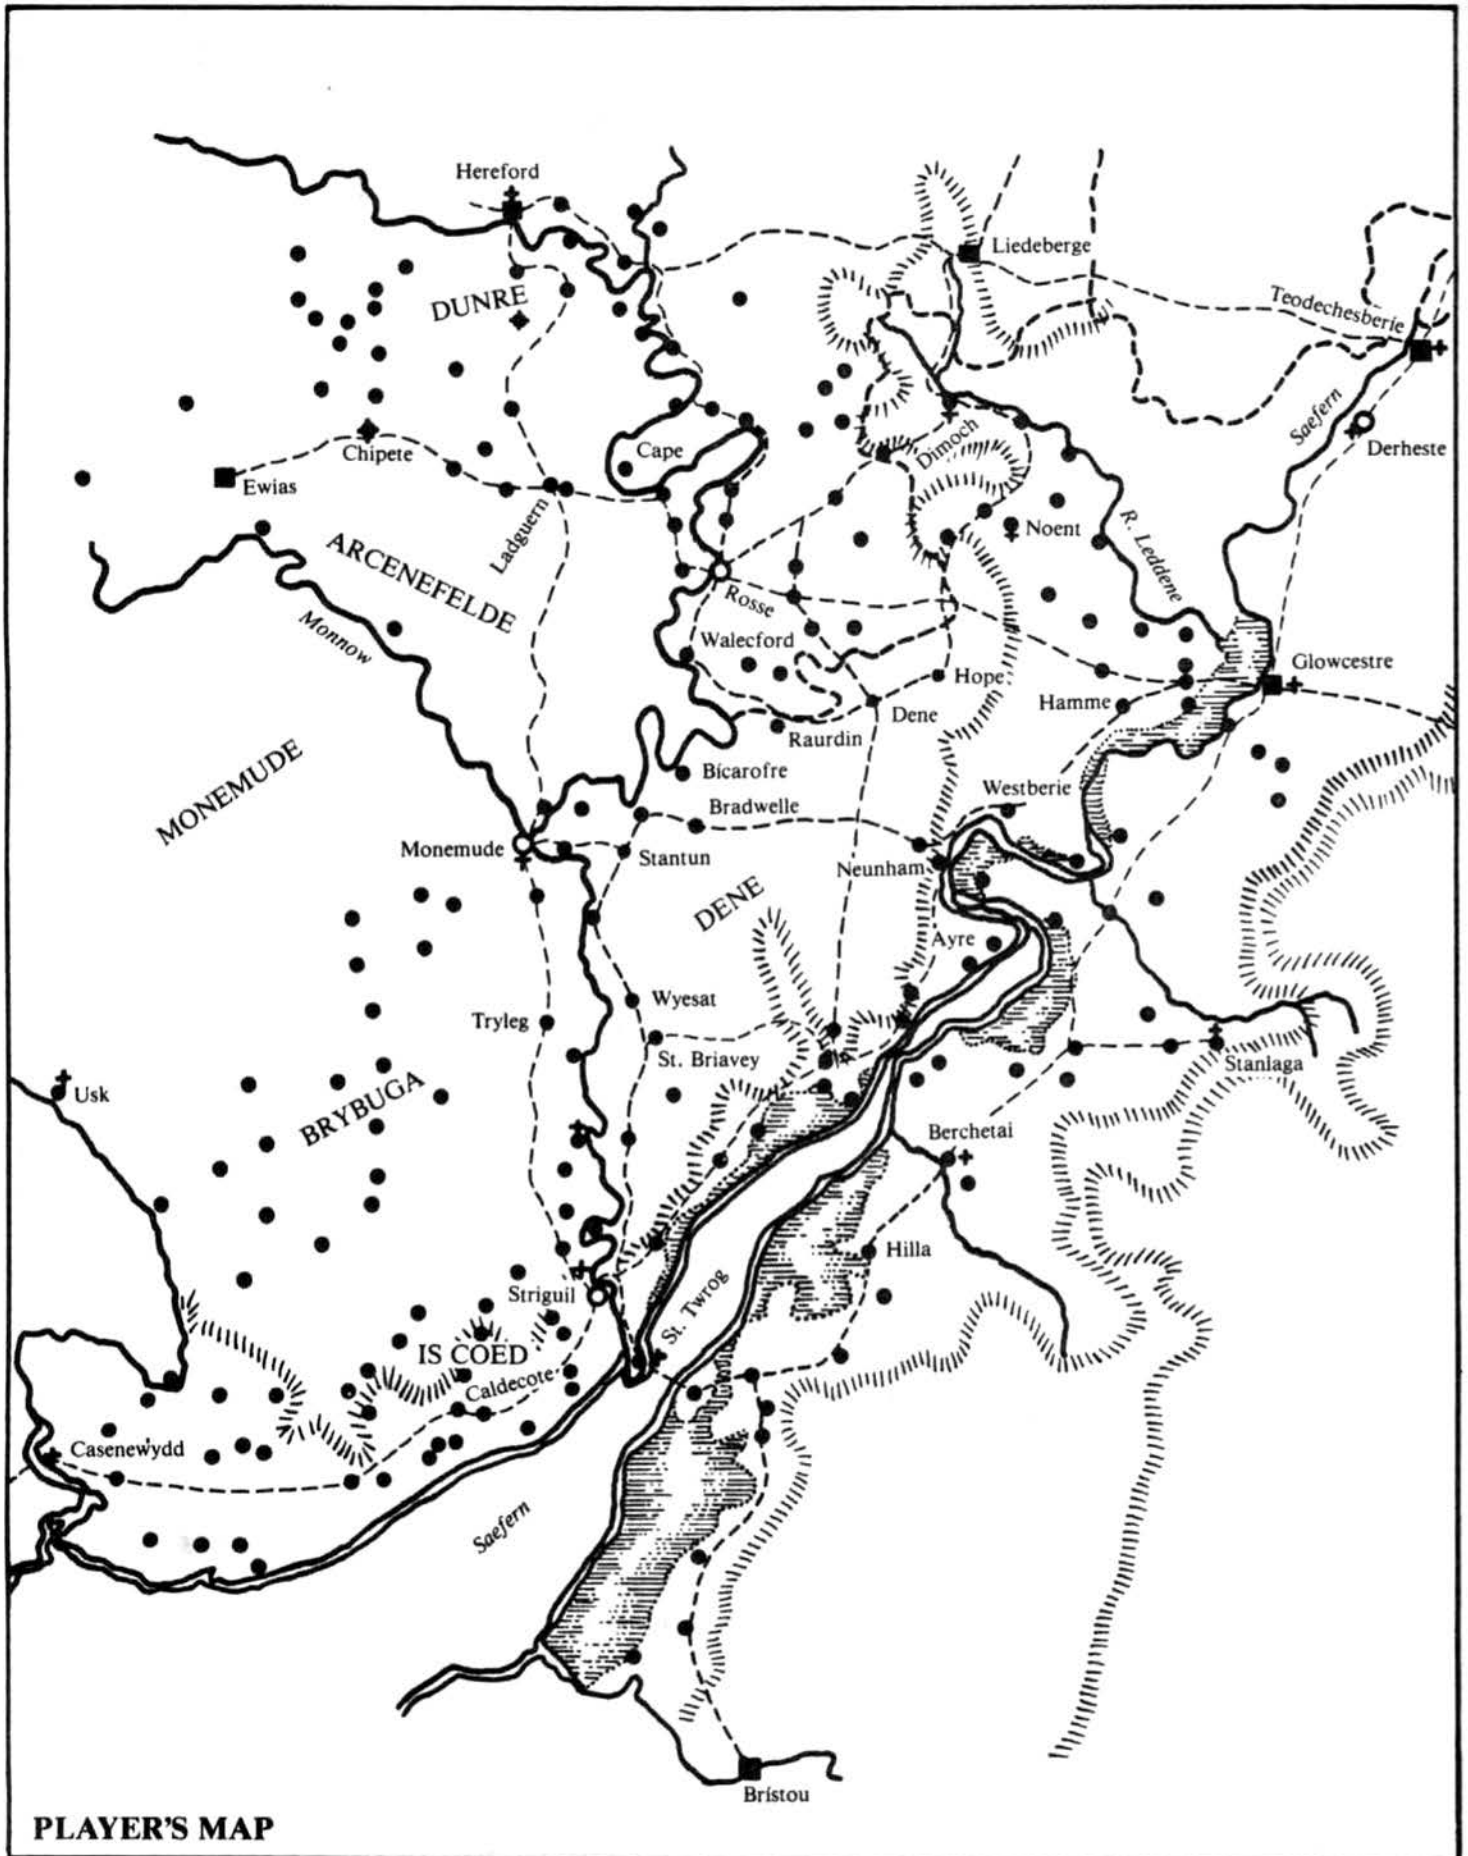 Hereford
Liedeberge
DUNRE
Teodechesberie
Saefern
Cape
Dimoch
Chipete
Derheste
Ewias
Ladguern
Noent
R. Leddene
ARCENEFELDE
Rosse
Monnow
Walecford
Glowcestre
Hope
Hamme
Dene
Raurdin
Bicarofre
MONEMUDE
Westberie
Bradwelle
Monemude
Stantun
Neunham
DENE
Ayre
Wyesat
Tryleg
St. Briavey
Stanlaga
Usk
BRYBUGA
Berchetai
Hilla
Striguil
St. Twrog
IS COED
Caldecote
Casenewydd
Saefern
Bristou
PLAYER'S MAP